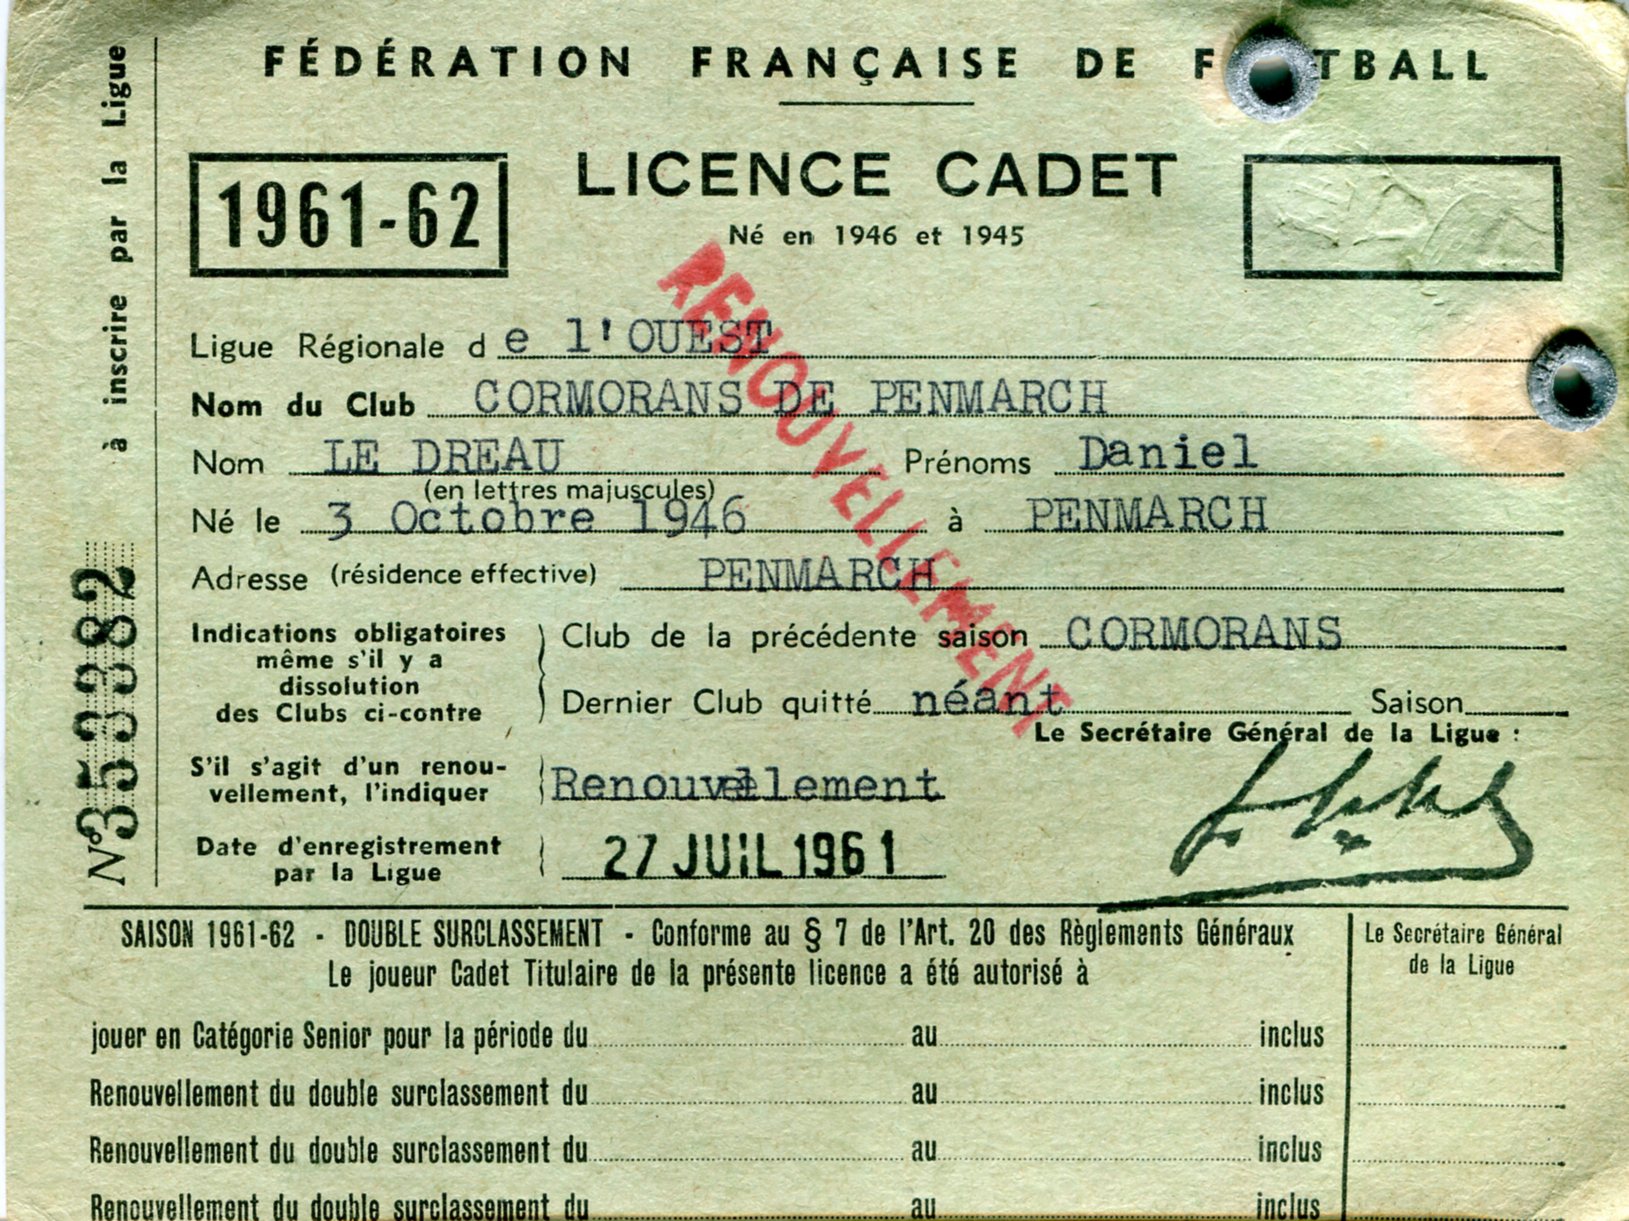 FÉDÉRATION FRANÇAISE DE F TBALL
1961-62
LICENCE CADET
Né en 1946 et 1945
Ligue Régionale d e l'OUEST
Nom du Club CORMORANS DE PENMARCH
Nom LE DREAU Prénoms Daniel
(en lettres majuscules)
Né le 3 Octobre 1946 à PENMARCH
Adresse (résidence effective) PENMARCH
Indications obligatoires
même s'il y a
dissolution
des Clubs ci-contre
Club de la précédente saison CORMORANS
Dernier Club quitté néant Saison
Le Secrétaire Général de la Ligue :
S'il s'agit d'un renou-
vellement, l'indiquer
Renouvellement
Date d'enregistrement
par la Ligue
27 JUIL 1961
RENOUVELLEMENT
N° 353382
à inscrire par la Ligue
SAISON 1961-62 - DOUBLE SURCLASSEMENT - Conforme au § 7 de l'Art. 20 des Règlements Généraux
Le joueur Cadet Titulaire de la présente licence a été autorisé à
Le Secrétaire Général
de la Ligue
jouer en Catégorie Senior pour la période du au inclus
Renouvellement du double surclassement du au inclus
Renouvellement du double surclassement du au inclus
Renouvellement du double surclassement du au inclus